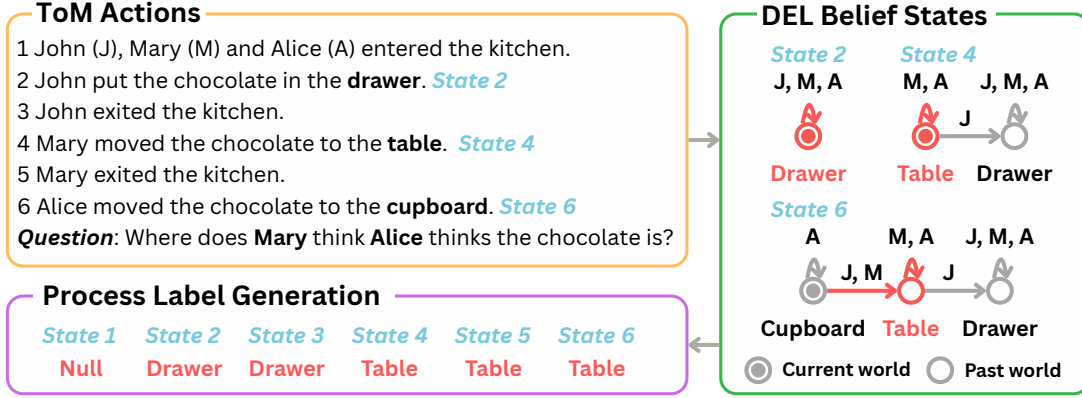 ToM Actions
1 John (J), Mary (M) and Alice (A) entered the kitchen.
2 John put the chocolate in the drawer. State 2
3 John exited the kitchen.
4 Mary moved the chocolate to the table. State 4
5 Mary exited the kitchen.
6 Alice moved the chocolate to the cupboard. State 6
Question: Where does Mary think Alice thinks the chocolate is?
Process Label Generation
State 1 State 2 State 3 State 4 State 5 State 6
Null Drawer Drawer Table Table Table
DEL Belief States
State 2 State 4
J, M, A M, A J, M, A
J
Drawer Table Drawer
State 6
A M, A J, M, A
J, M J
Cupboard Table Drawer
Current world Past world